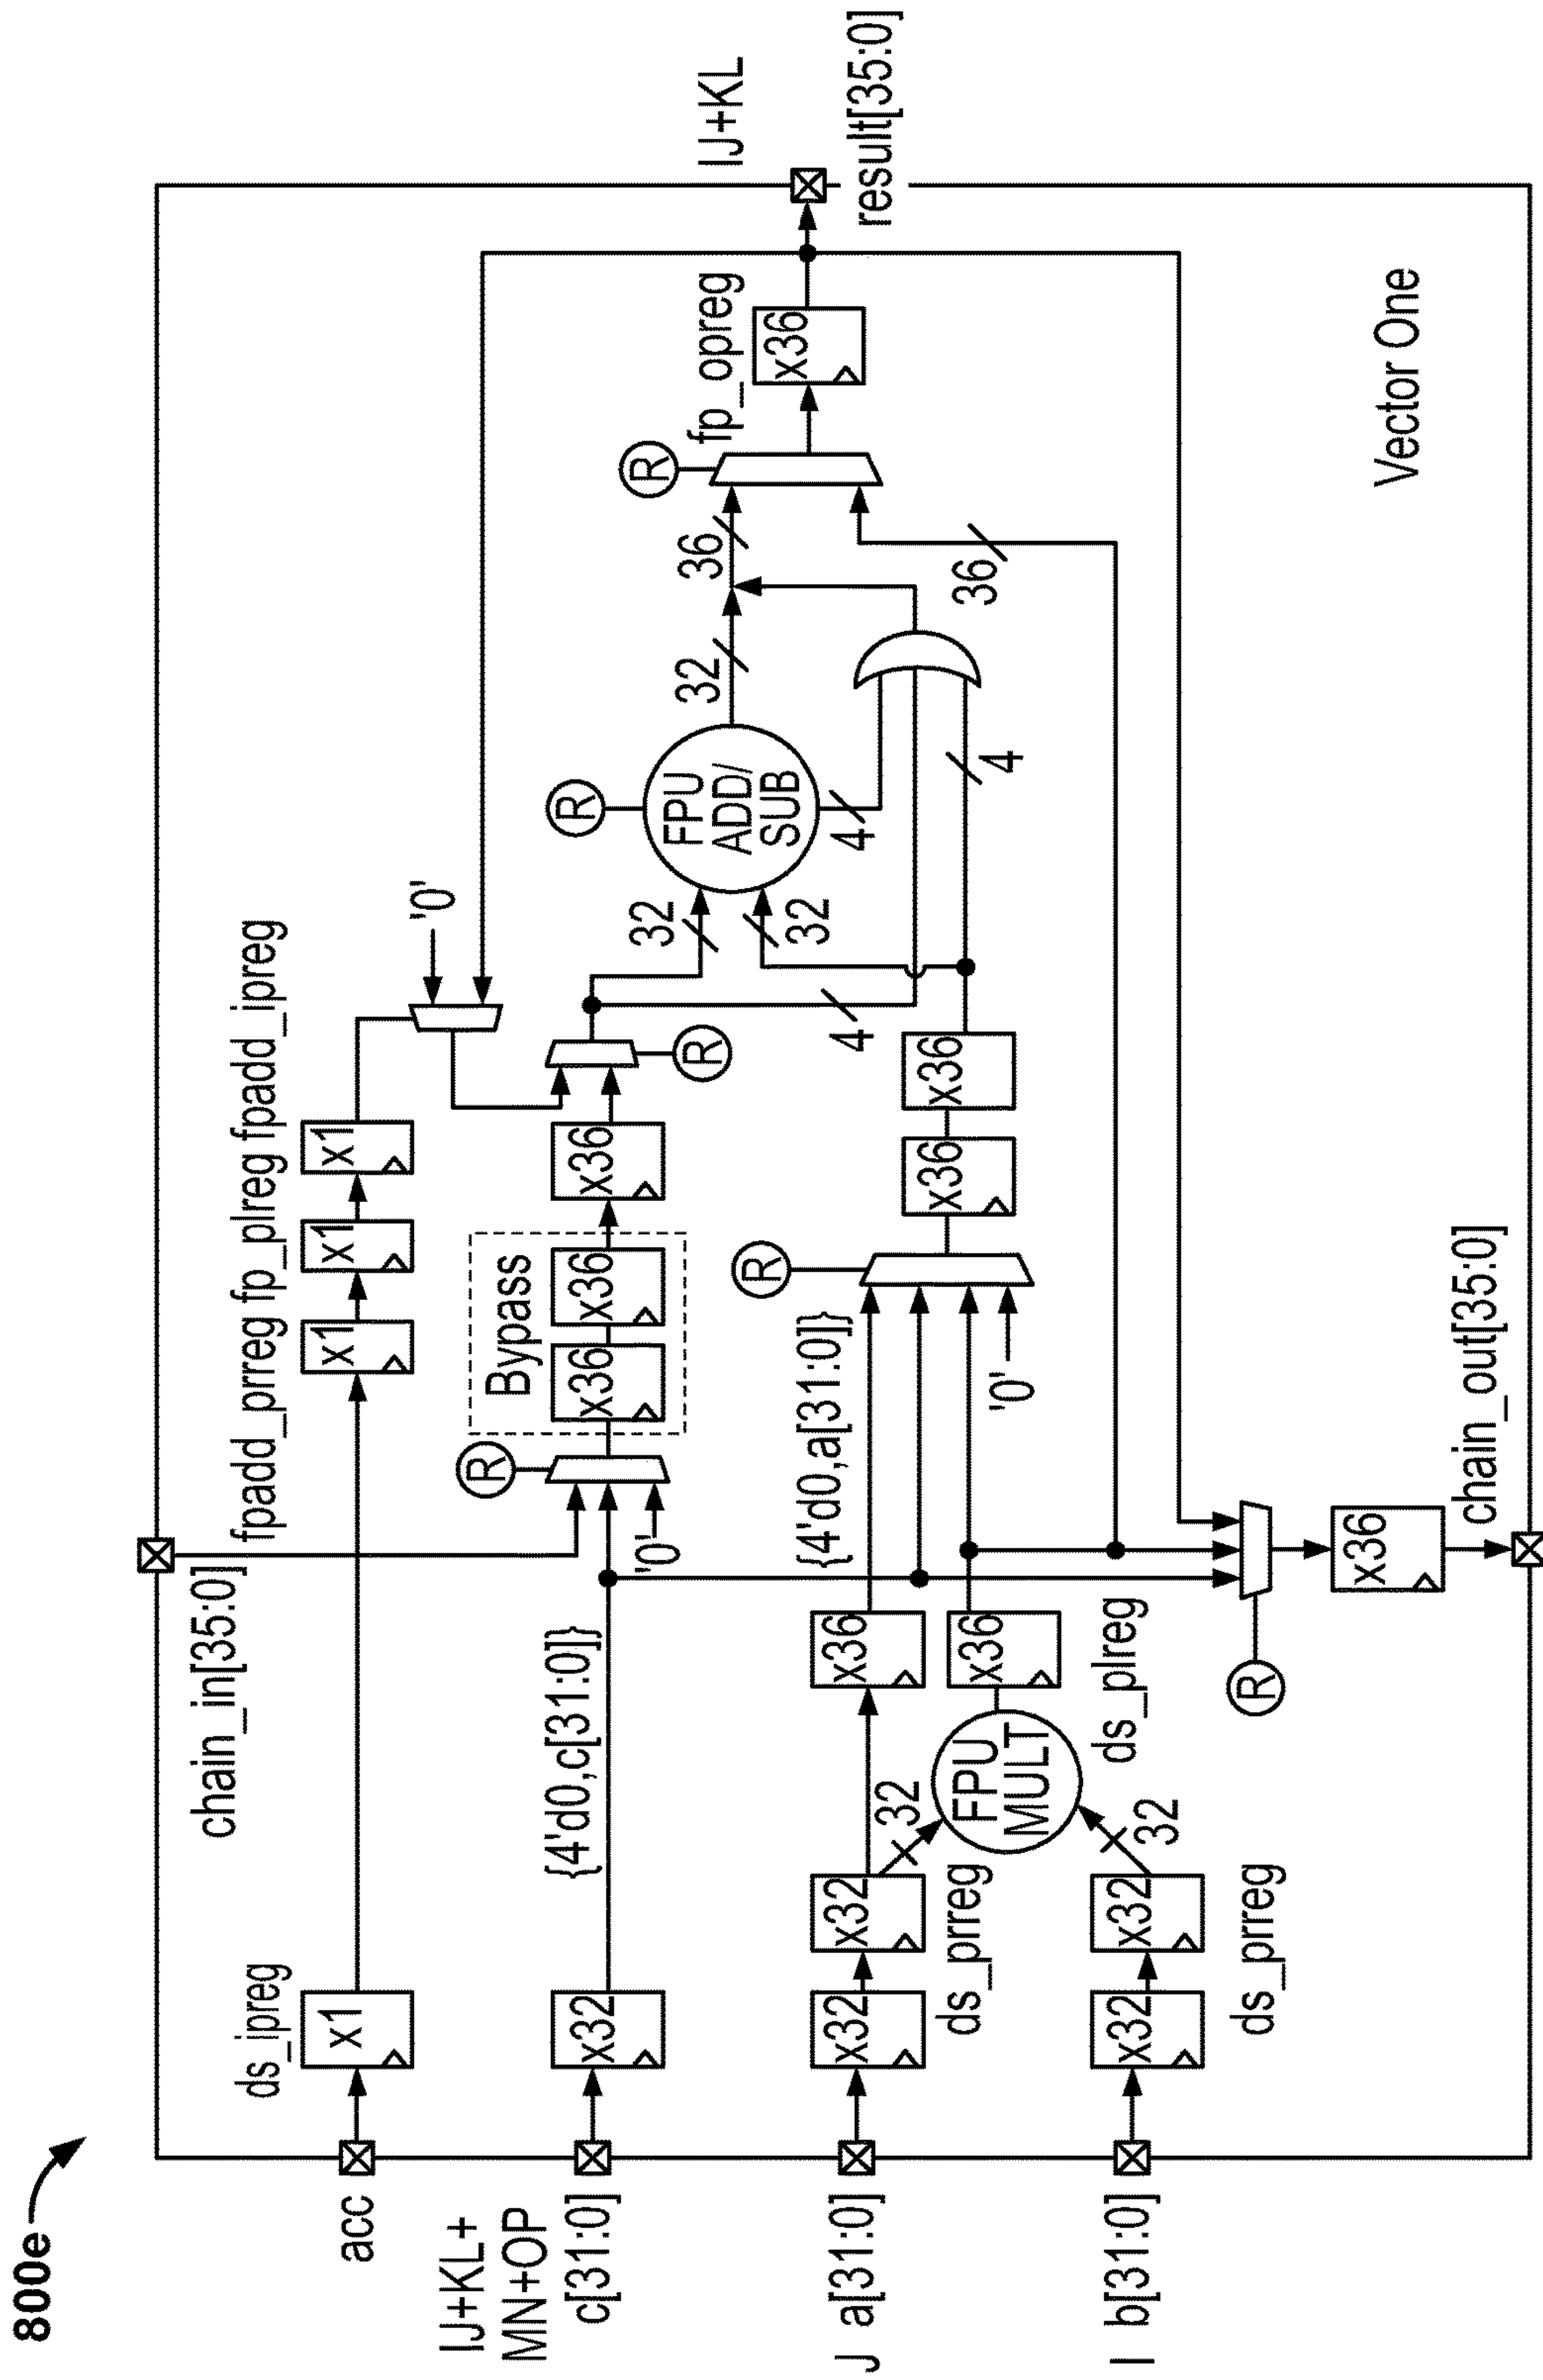 800e
chain_in[35:0]
acc
ds_ipreg
x1
fpadd_prreg
fp_plreg
fpadd_ipreg
x1
x1
x1
'0'
IJ+KL+
MN+OP
c[31:0]
x32
{4'd0,c[31:0]}
'0'
R
Bypass
x36
x36
x36
R
32
32
4
R
FPU
ADD/
SUB
32
4
4
36
36
R
fp_opreg
x36
IJ+KL
result[35:0]
J
a[31:0]
x32
x32
ds_prreg
32
x36
{4'd0,a[31:0]}
'0'
R
x36
x36
FPU
MULT
x36
ds_plreg
I
b[31:0]
x32
x32
ds_prreg
32
R
x36
chain_out[35:0]
Vector One